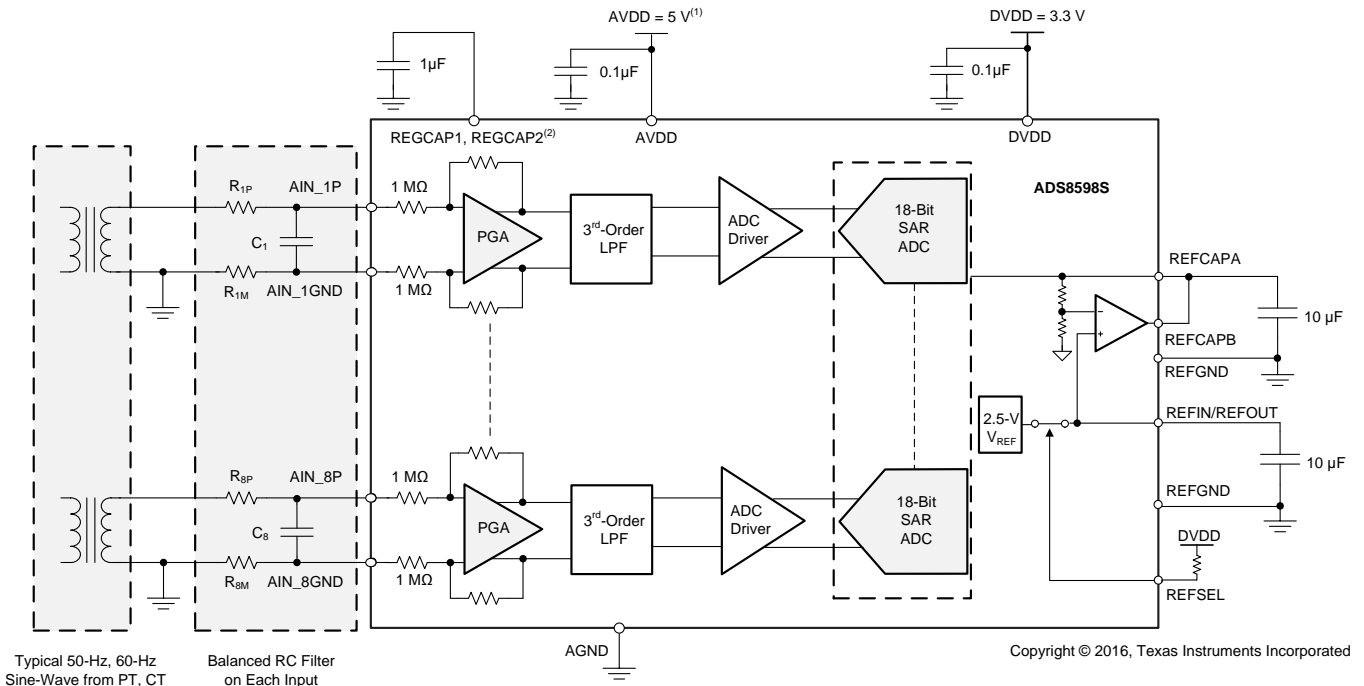 AVDD = 5 V(1)
DVDD = 3.3 V
1µF
0.1µF
0.1µF
REGCAP1, REGCAP2(2)
AVDD
DVDD
ADS8598S
R1P
AIN_1P
1 MΩ
C1
PGA
3rd-Order
LPF
ADC
Driver
18-Bit
SAR
ADC
R1M
AIN_1GND
1 MΩ
REFCAPA
10 µF
REFCAPB
REFGND
2.5-V
VREF
REFIN/REFOUT
10 µF
REFGND
R8P
AIN_8P
1 MΩ
C8
PGA
3rd-Order
LPF
ADC
Driver
18-Bit
SAR
ADC
R8M
AIN_8GND
1 MΩ
DVDD
REFSEL
AGND
Typical 50-Hz, 60-Hz
Sine-Wave from PT, CT
Balanced RC Filter
on Each Input
Copyright © 2016, Texas Instruments Incorporated